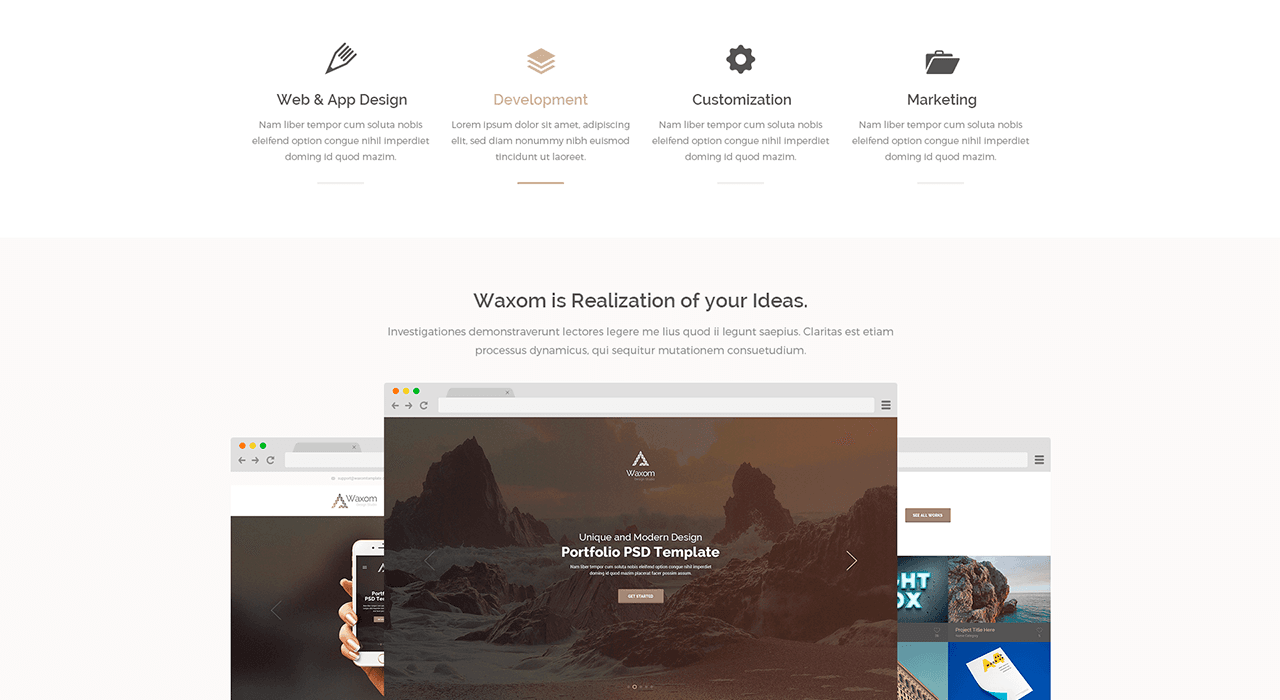 Web & App Design
Nam liber tempor cum soluta nobis
eleifend option congue nihil imperdiet
doming id quod mazim.
Development
Lorem ipsum dolor sit amet, adipiscing
elit, sed diam nonummy nibh euismod
tincidunt ut laoreet.
Customization
Nam liber tempor cum soluta nobis
eleifend option congue nihil imperdiet
doming id quod mazim.
Marketing
Nam liber tempor cum soluta nobis
eleifend option congue nihil imperdiet
doming id quod mazim.
Waxom is Realization of your Ideas.
Investigationes demonstraverunt lectores legere me lius quod ii legunt saepius. Claritas est etiam
processus dynamicus, qui sequitur mutationem consuetudium.
Waxom
Waxom
Unique and Modern Design
Portfolio PSD Template
Nam liber tempor cum soluta nobis eleifend option congue nihil imperdiet
doming id quod mazim placerat facer possim assum.
GET STARTED
SEE ALL WORKS
Project Title Here